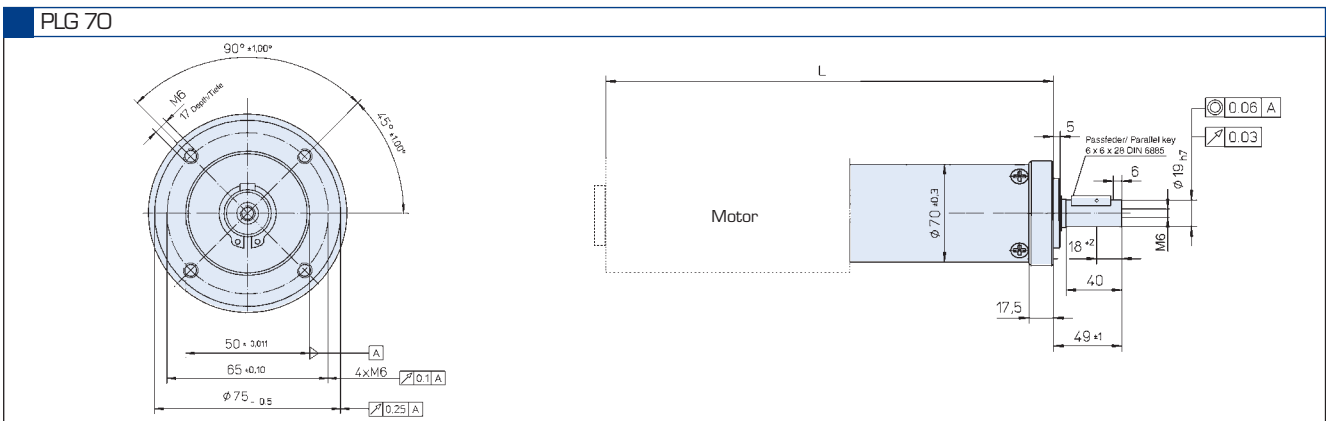 PLG 70
90° ±1,00°
M6
17 Depth/Tiefe
45° ±1,00°
50 ± 0,011
A
65 ±0,10
4xM6
0.1 A
Φ 75 - 0.5
0.25 A
L
Motor
Φ 70 ±0,3
5
Passfeder/ Parallel key
6 x 6 x 28 DIN 6885
6
Φ 19 h7
0.06 A
0.03
18 +2
M6
40
17,5
49 ±1